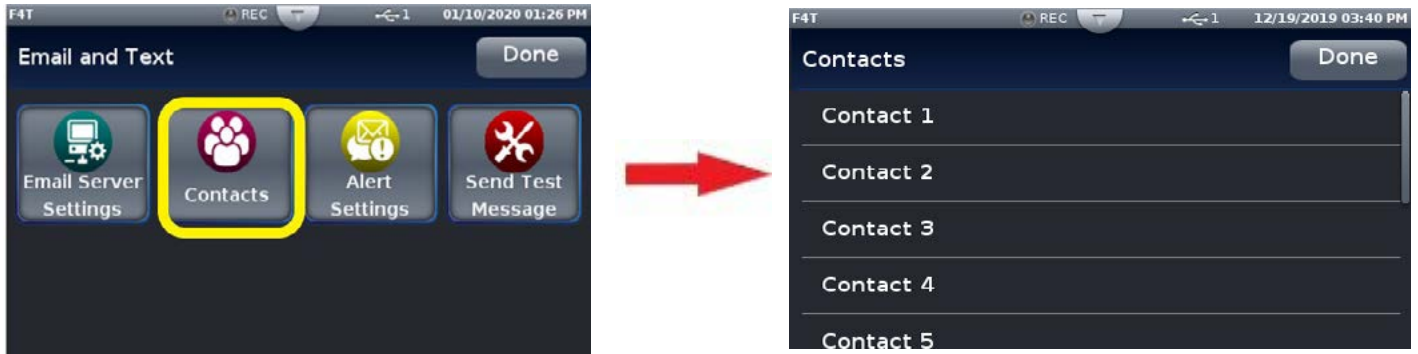 F4T REC 1 01/10/2020 01:26 PM
Email and Text Done
Email Server Settings
Contacts
Alert Settings
Send Test Message
F4T REC 1 12/19/2019 03:40 PM
Contacts Done
Contact 1
Contact 2
Contact 3
Contact 4
Contact 5